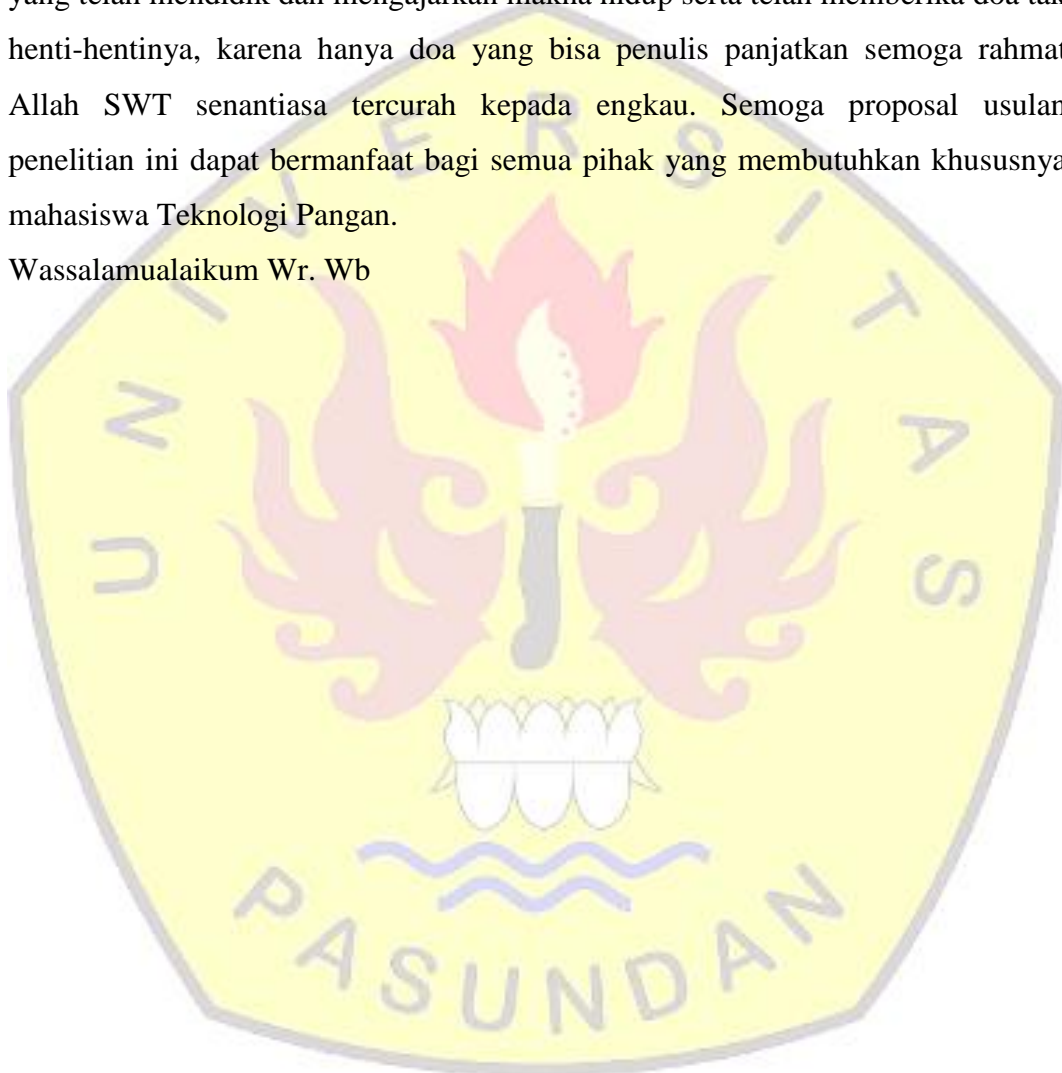 yang telah mendidik dan mengajarkan makna hidup serta telah memberika doa tak
henti-hentinya, karena hanya doa yang bisa penulis panjatkan semoga rahmat
Allah SWT senantiasa tercurah kepada engkau. Semoga proposal usulan
penelitian ini dapat bermanfaat bagi semua pihak yang membutuhkan khususnya
mahasiswa Teknologi Pangan.
Wassalamualaikum Wr. Wb
UNIVERSITAS
PASUNDAN